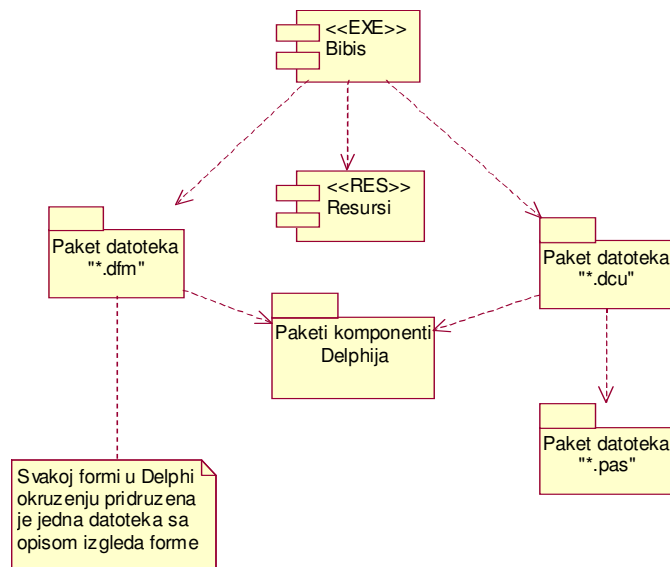 <<EXE>>
Bibis
<<RES>>
Resursi
Paket datoteka
"*.dfm"
Paket datoteka
"*.dcu"
Paketi komponenti
Delphija
Paket datoteka
"*.pas"
Svakoj formi u Delphi
okruzenju pridruzena
je jedna datoteka sa
opisom izgleda forme